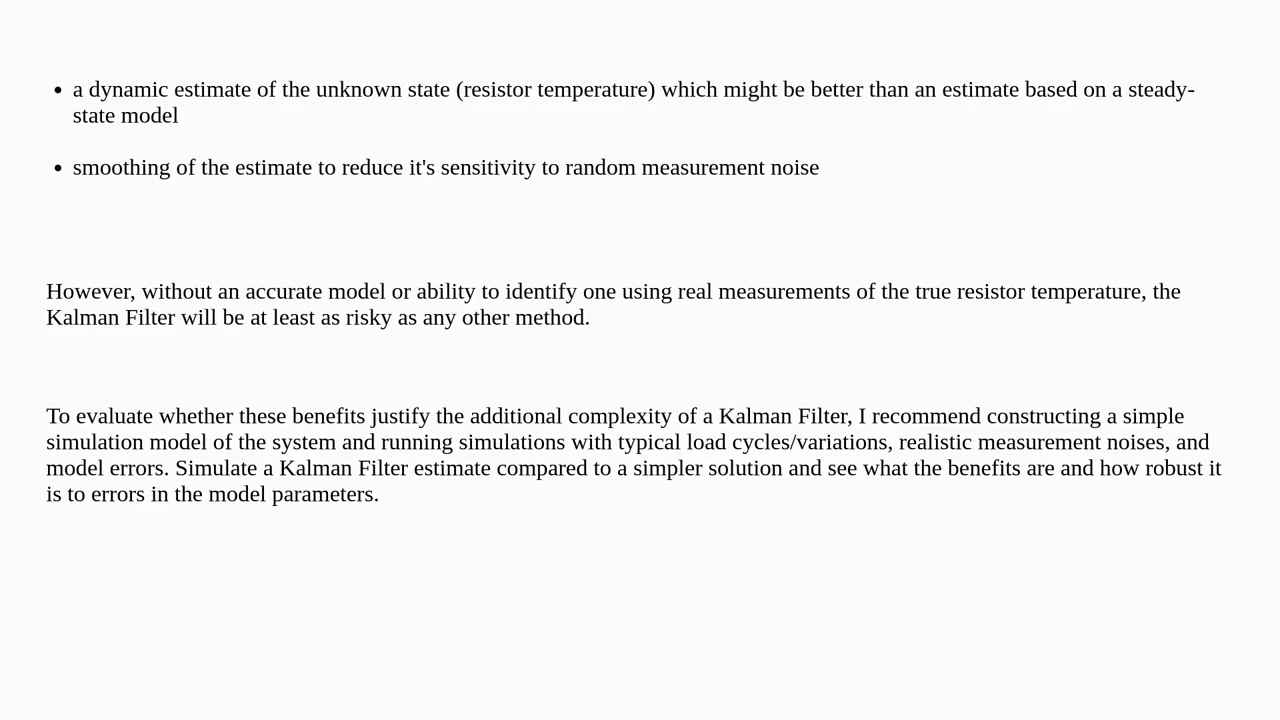 • a dynamic estimate of the unknown state (resistor temperature) which might be better than an estimate based on a steady-
state model
• smoothing of the estimate to reduce it's sensitivity to random measurement noise
However, without an accurate model or ability to identify one using real measurements of the true resistor temperature, the
Kalman Filter will be at least as risky as any other method.
To evaluate whether these benefits justify the additional complexity of a Kalman Filter, I recommend constructing a simple
simulation model of the system and running simulations with typical load cycles/variations, realistic measurement noises, and
model errors. Simulate a Kalman Filter estimate compared to a simpler solution and see what the benefits are and how robust it
is to errors in the model parameters.